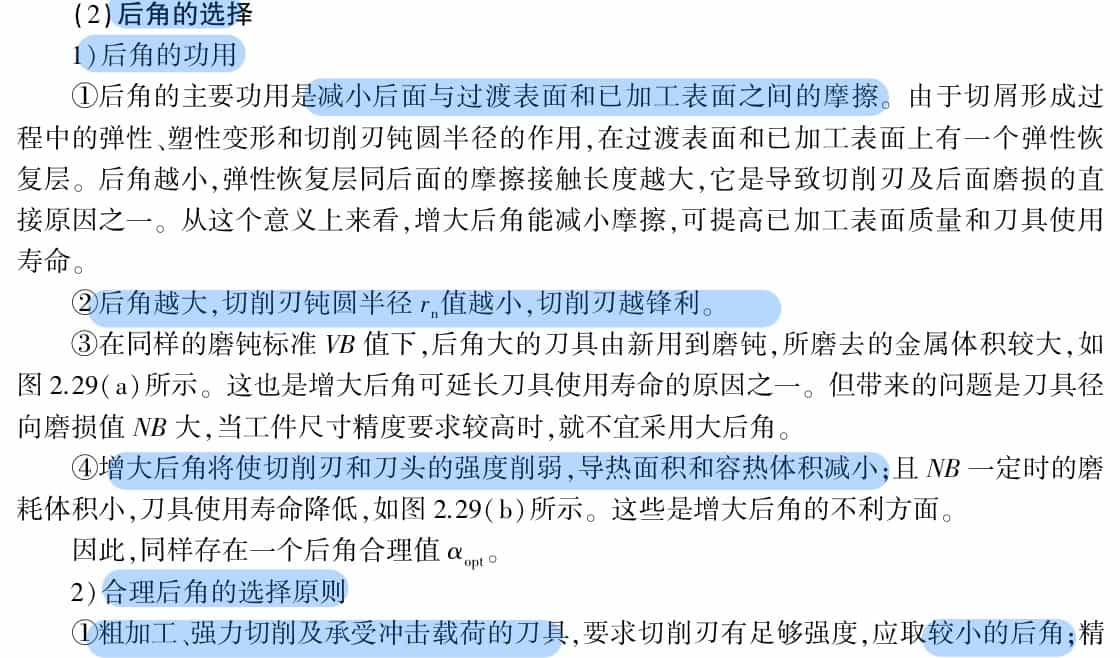 (2)后角的选择
1)后角的功用
①后角的主要功用是减小后面与过渡表面和已加工表面之间的摩擦。由于切屑形成过
程中的弹性、塑性变形和切削刃钝圆半径的作用,在过渡表面和已加工表面上有一个弹性恢
复层。后角越小,弹性恢复层同后面的摩擦接触长度越大,它是导致切削刃及后面磨损的直
接原因之一。从这个意义上来看,增大后角能减小摩擦,可提高已加工表面质量和刀具使用
寿命。
②后角越大,切削刃钝圆半径 rn值越小,切削刃越锋利。
③在同样的磨钝标准 VB 值下,后角大的刀具由新用到磨钝,所磨去的金属体积较大,如
图 2.29(a)所示。这也是增大后角可延长刀具使用寿命的原因之一。但带来的问题是刀具径
向磨损值 NB 大,当工件尺寸精度要求较高时,就不宜采用大后角。
④增大后角将使切削刃和刀头的强度削弱,导热面积和容热体积减小;且 NB 一定时的磨
耗体积小,刀具使用寿命降低,如图 2.29(b)所示。这些是增大后角的不利方面。
因此,同样存在一个后角合理值 αopt。
2)合理后角的选择原则
①粗加工、强力切削及承受冲击载荷的刀具,要求切削刃有足够强度,应取较小的后角;精